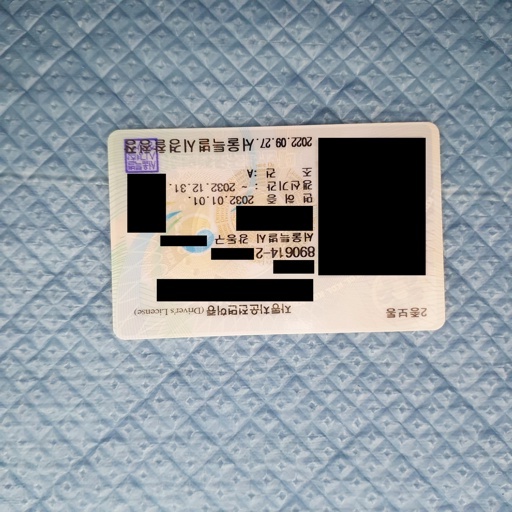 2종보통
자동차운전면허증 (Driver's License)
890614-2
서울특별시 강동구
면 허 증
갱신기간 : 2032.01.01.
~ 2032.12.31.
조 건 : A
2022.09.27. 서울특별시경찰청장